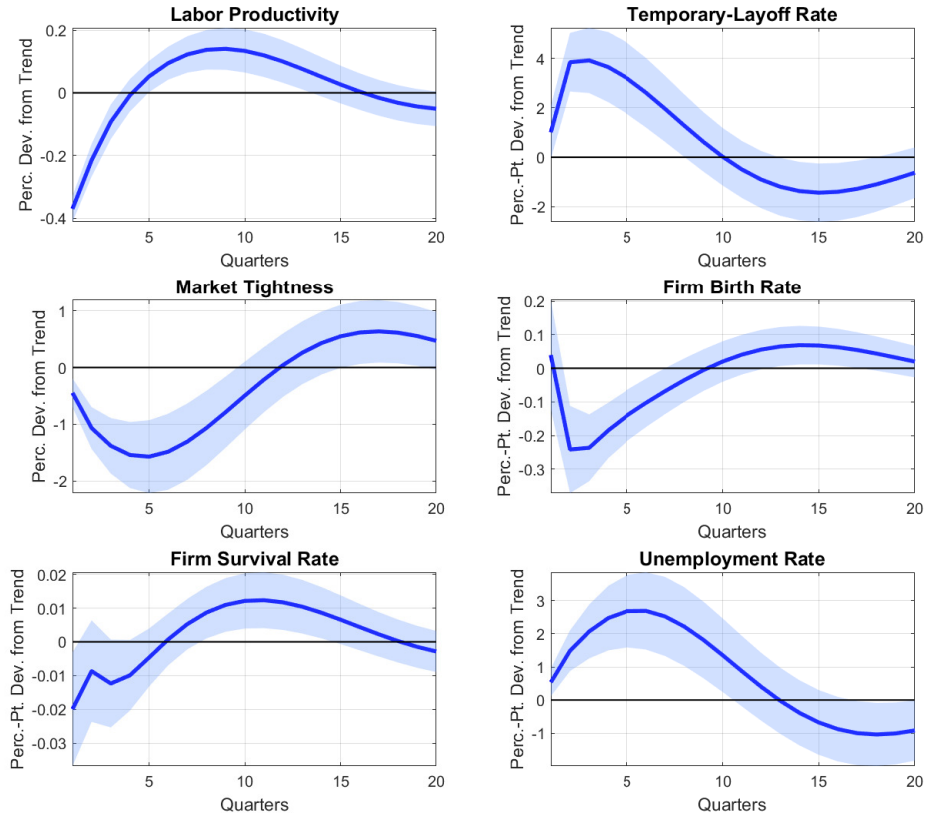 Labor Productivity
Perc. Dev. from Trend
0.2
0
-0.2
-0.4
5
10
15
20
Quarters
Temporary-Layoff Rate
Perc.-Pt. Dev. from Trend
4
2
0
-2
5
10
15
20
Quarters
Market Tightness
Perc. Dev. from Trend
1
0
-1
-2
5
10
15
20
Quarters
Firm Birth Rate
Perc.-Pt. Dev. from Trend
0.2
0.1
0
-0.1
-0.2
-0.3
5
10
15
20
Quarters
Firm Survival Rate
Perc.-Pt. Dev. from Trend
0.02
0.01
0
-0.01
-0.02
-0.03
5
10
15
20
Quarters
Unemployment Rate
Perc.-Pt. Dev. from Trend
3
2
1
0
-1
5
10
15
20
Quarters